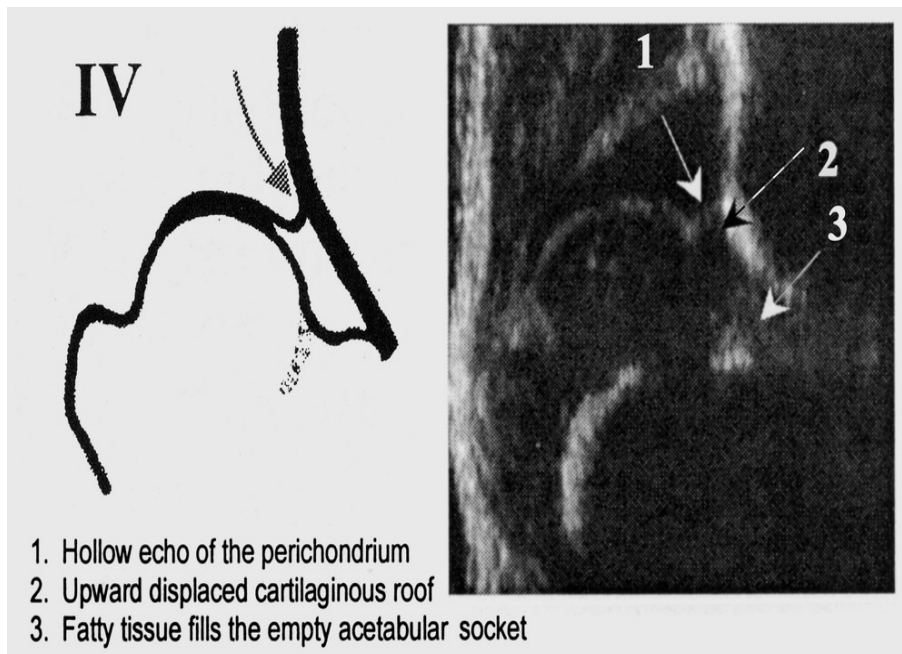 IV
1
2
3
1. Hollow echo of the perichondrium
2. Upward displaced cartilaginous roof
3. Fatty tissue fills the empty acetabular socket